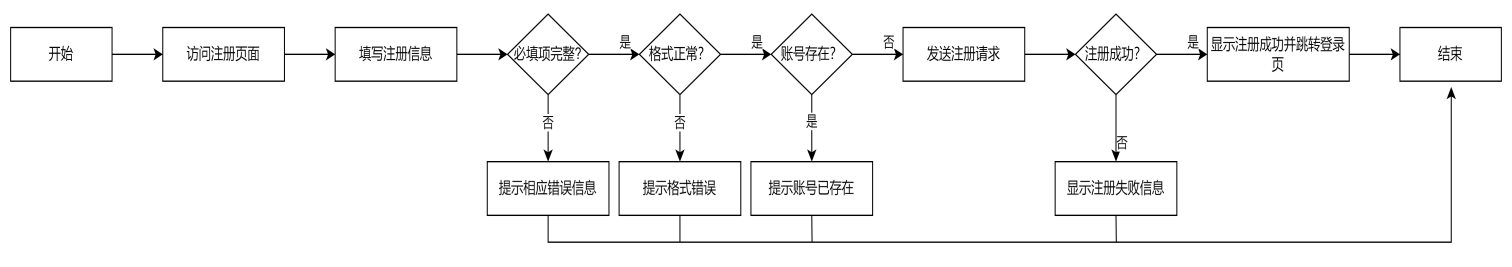 开始
访问注册页面
填写注册信息
必填项完整?
是
格式正常?
是
账号存在?
否
发送注册请求
注册成功?
是
显示注册成功并跳转登录
页
结束
否
否
是
否
提示相应错误信息
提示格式错误
提示账号已存在
显示注册失败信息